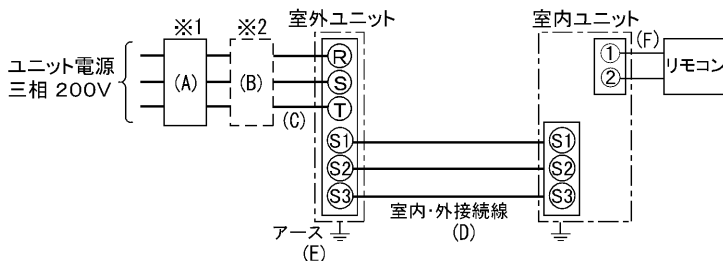 室外ユニット
室内ユニット
※1
※2
ユニット電源
三相 200V
(A)
(B)
(C)
R
S
T
S1
S2
S3
アース
(E)
室内・外接続線
(D)
S1
S2
S3
①
②
(F)
リモコン